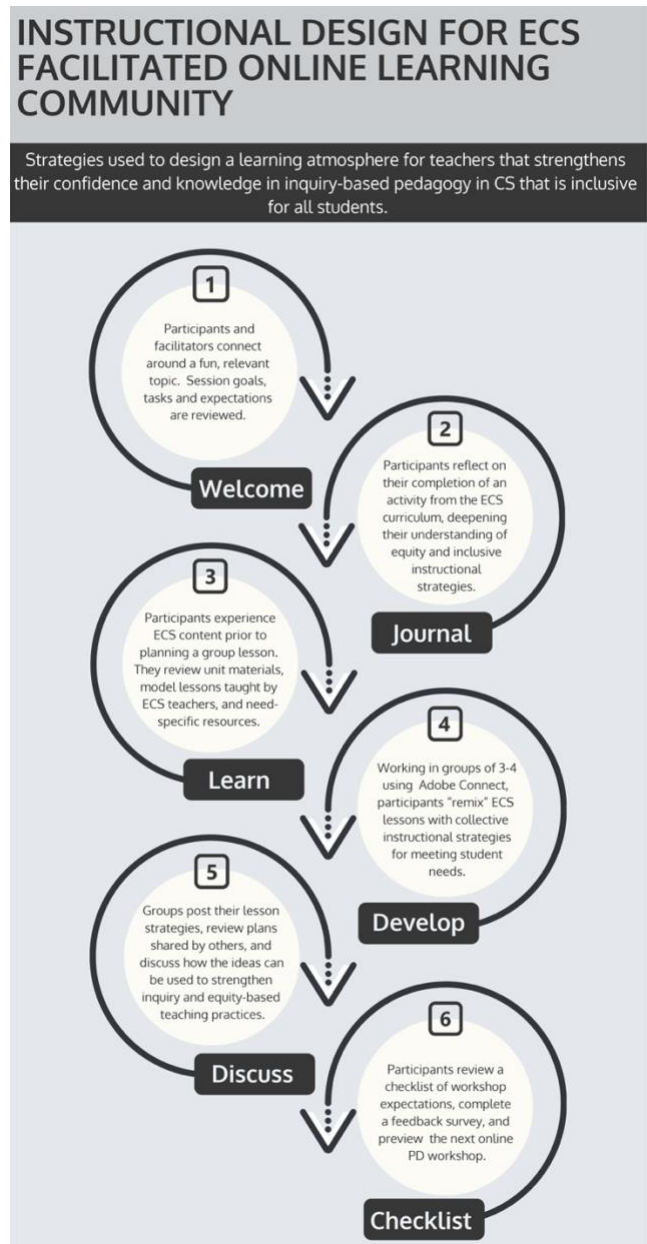 INSTRUCTIONAL DESIGN FOR ECS
FACILITATED ONLINE LEARNING
COMMUNITY
Strategies used to design a learning atmosphere for teachers that strengthens
their confidence and knowledge in inquiry-based pedagogy in CS that is inclusive
for all students.
1
Participants and
facilitators connect
around a fun, relevant
topic. Session goals,
tasks and expectations
are reviewed.
Welcome
2
Participants reflect on
their completion of an
activity from the ECS
curriculum, deepening
their understanding of
equity and inclusive
instructional
strategies.
Journal
3
Participants experience
ECS content prior to
planning a group lesson.
They review unit materials,
model lessons taught by
ECS teachers, and need-
specific resources.
Learn
4
Working in groups of 3-4
using Adobe Connect,
participants "remix" ECS
lessons with collective
instructional strategies
for meeting student
needs.
Develop
5
Groups post their lesson
strategies, review plans
shared by others, and
discuss how the ideas can
be used to strengthen
inquiry and equity-based
teaching practices.
Discuss
6
Participants review a
checklist of workshop
expectations, complete
a feedback survey, and
preview the next online
PD workshop.
Checklist